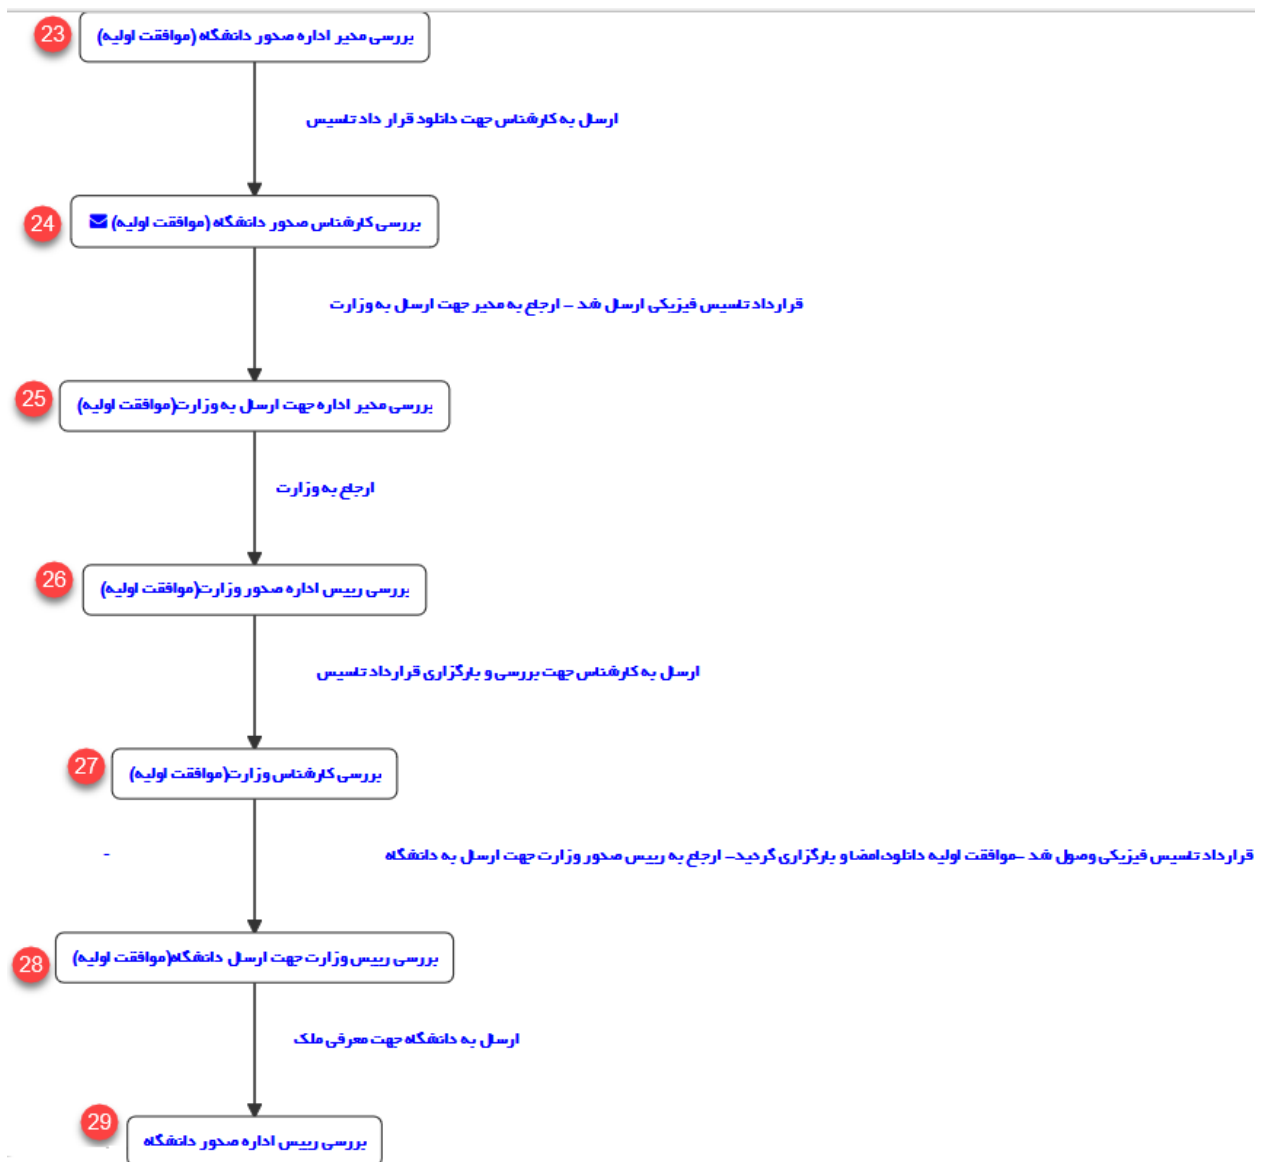 23
بررسی مدیر اداره صدور دانشگاه (موافقت اولیه)
ارسال به کارشناس جهت دانلود قرار داد تاسیس
24
بررسی کارشناس صدور دانشگاه (موافقت اولیه)
قرارداد تاسیس فیزیکی ارسال شد - ارجاع به مدیر جهت ارسال به وزارت
25
بررسی مدیر اداره جهت ارسال به وزارت(موافقت اولیه)
ارجاع به وزارت
26
بررسی رییس اداره صدور وزارت(موافقت اولیه)
ارسال به کارشناس جهت بررسی و بارگزاری قرارداد تاسیس
27
بررسی کارشناس وزارت(موافقت اولیه)
قرارداد تاسیس فیزیکی وصول شد -موافقت اولیه دانلود،امضا و بارگزاری گردید- ارجاع به رییس صدور وزارت جهت ارسال به دانشگاه -
28
بررسی رییس وزارت جهت ارسال دانشگاه(موافقت اولیه)
ارسال به دانشگاه جهت معرفی ملک
29
بررسی رییس اداره صدور دانشگاه